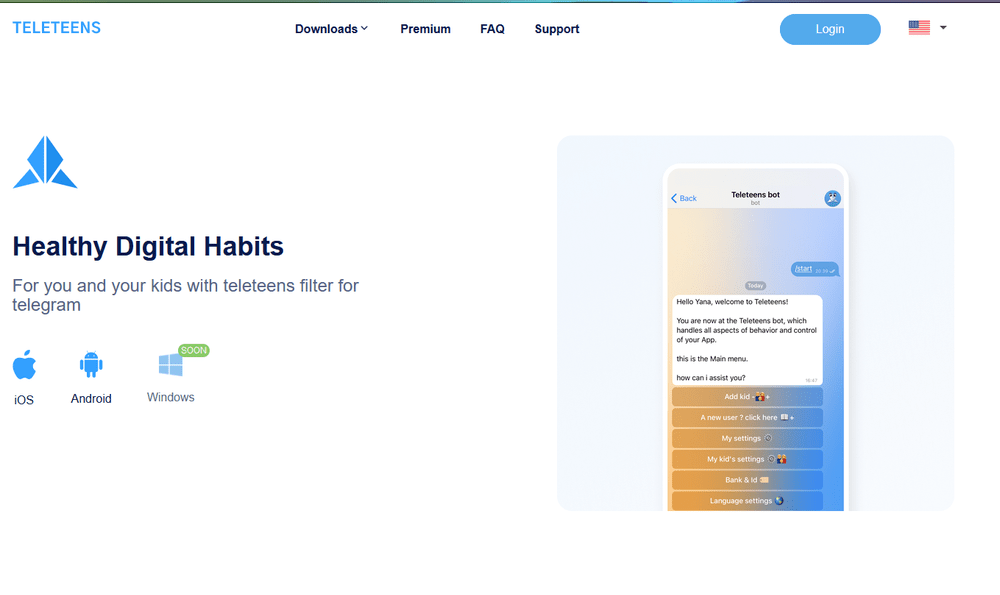 TELETEENS
Downloads
Premium
FAQ
Support
Login
Healthy Digital Habits
For you and your kids with teleteens filter for
telegram
iOS
Android
SOON
Windows
Back
Teleteens bot
bot
/start
Today
Hello Yana, welcome to Teleteens!
You are now at the Teleteens bot, which
handles all aspects of behavior and control
of your App.
this is the Main menu.
how can i assist you?
Add kid -
A new user ? click here
My settings
My kid's settings
Bank & Id
Language settings